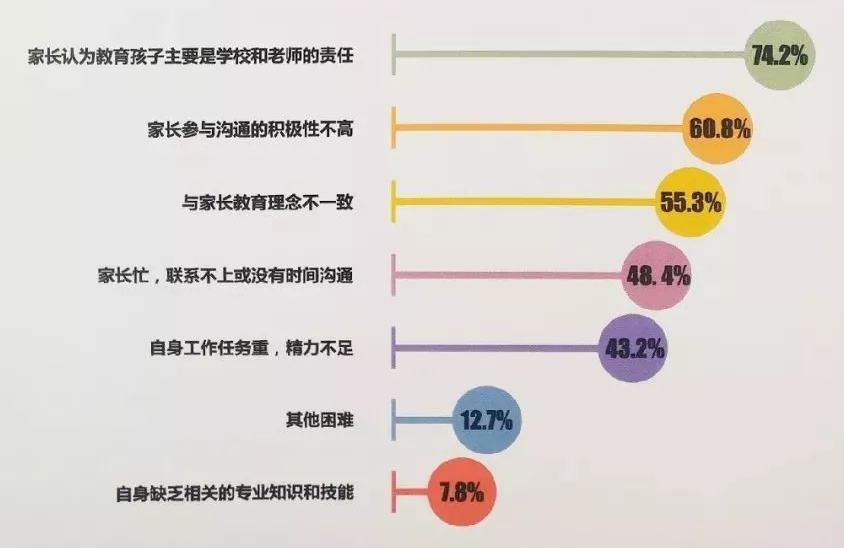 家长认为教育孩子主要是学校和老师的责任 74.2%
家长参与沟通的积极性不高 60.8%
与家长教育理念不一致 55.3%
家长忙，联系不上或没有时间沟通 48.4%
自身工作任务重，精力不足 43.2%
其他困难 12.7%
自身缺乏相关的专业知识和技能 7.8%